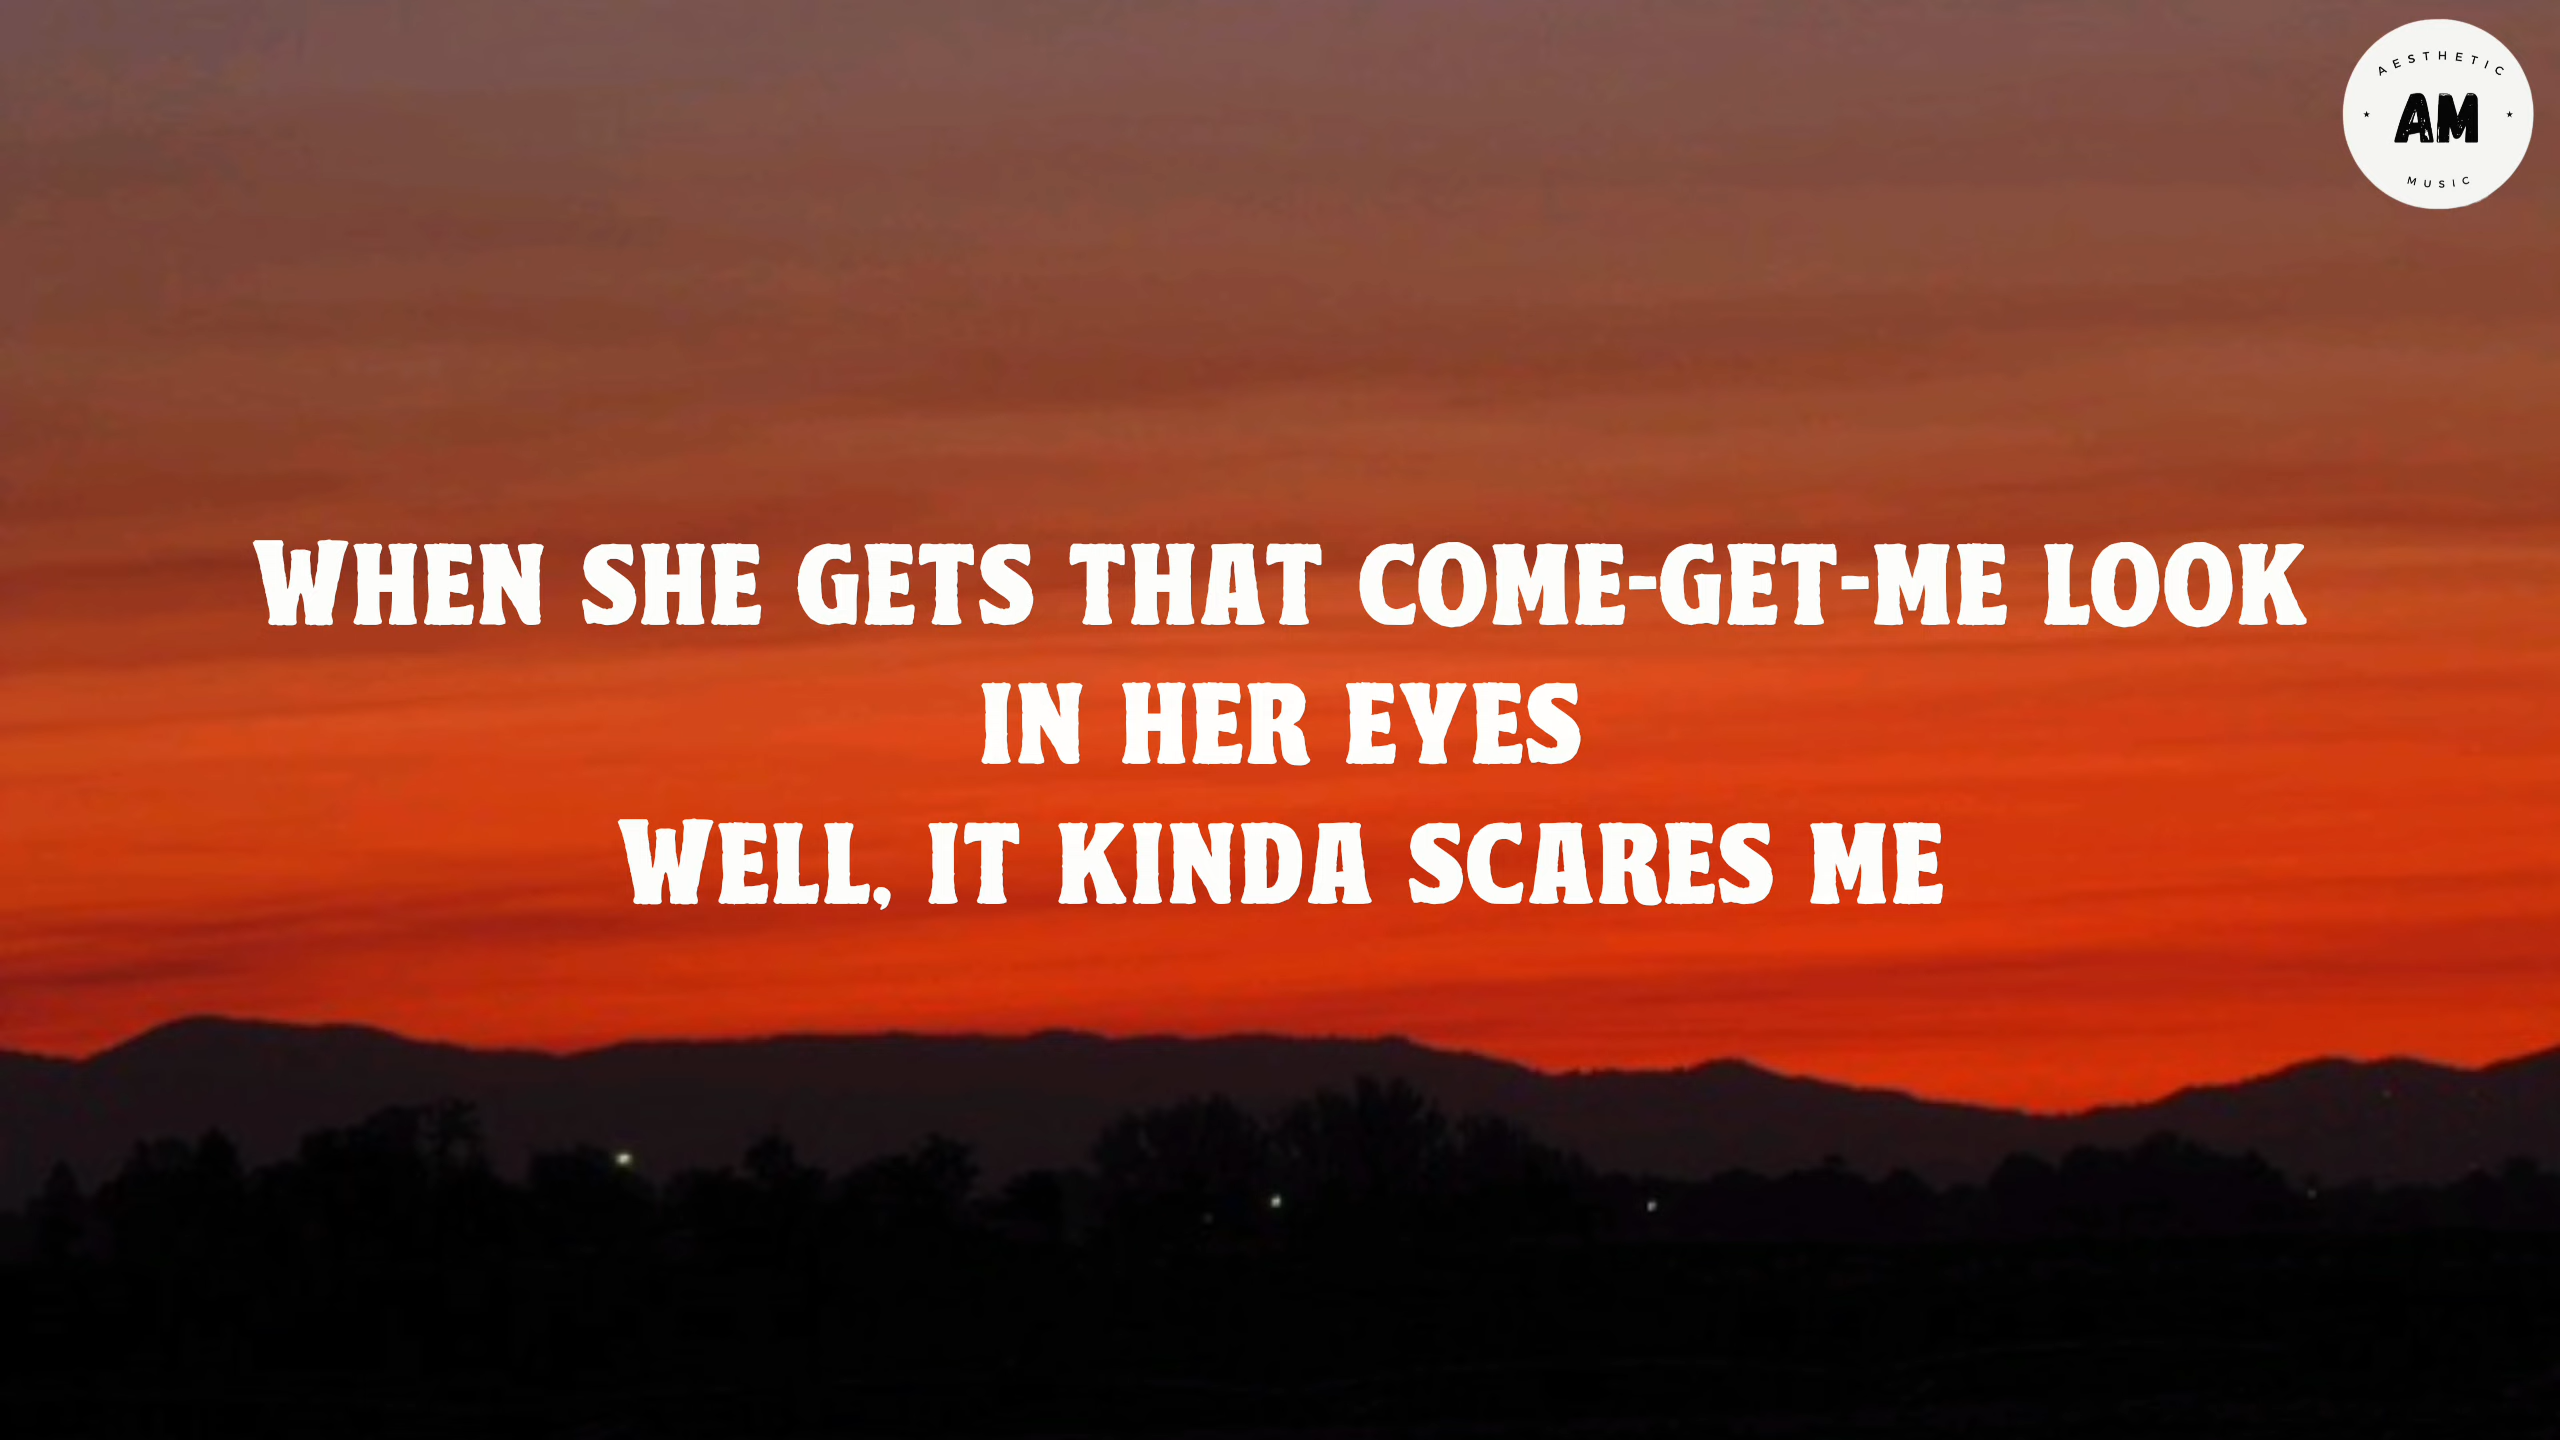 AESTHETIC
AM
MUSIC
WHEN SHE GETS THAT COME-GET-ME LOOK
IN HER EYES
WELL, IT KINDA SCARES ME